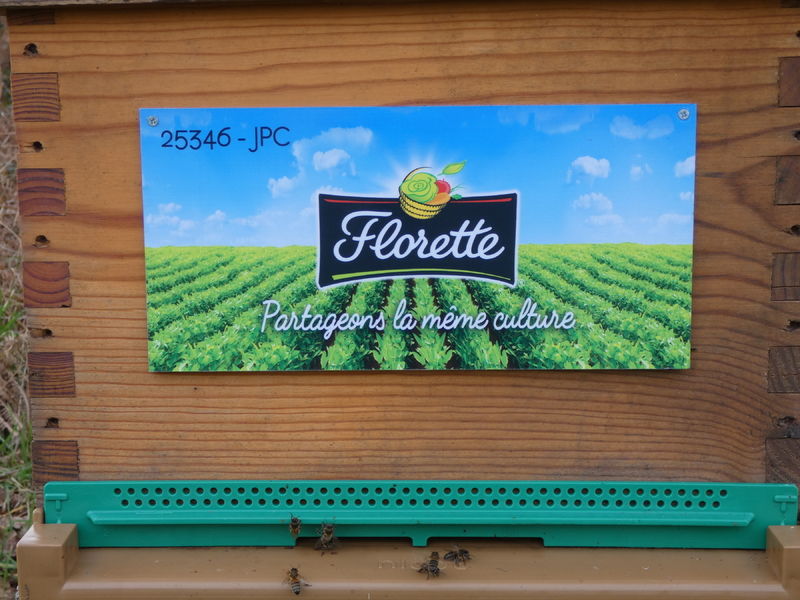 25346 - JPC
Florette
Partageons la même culture